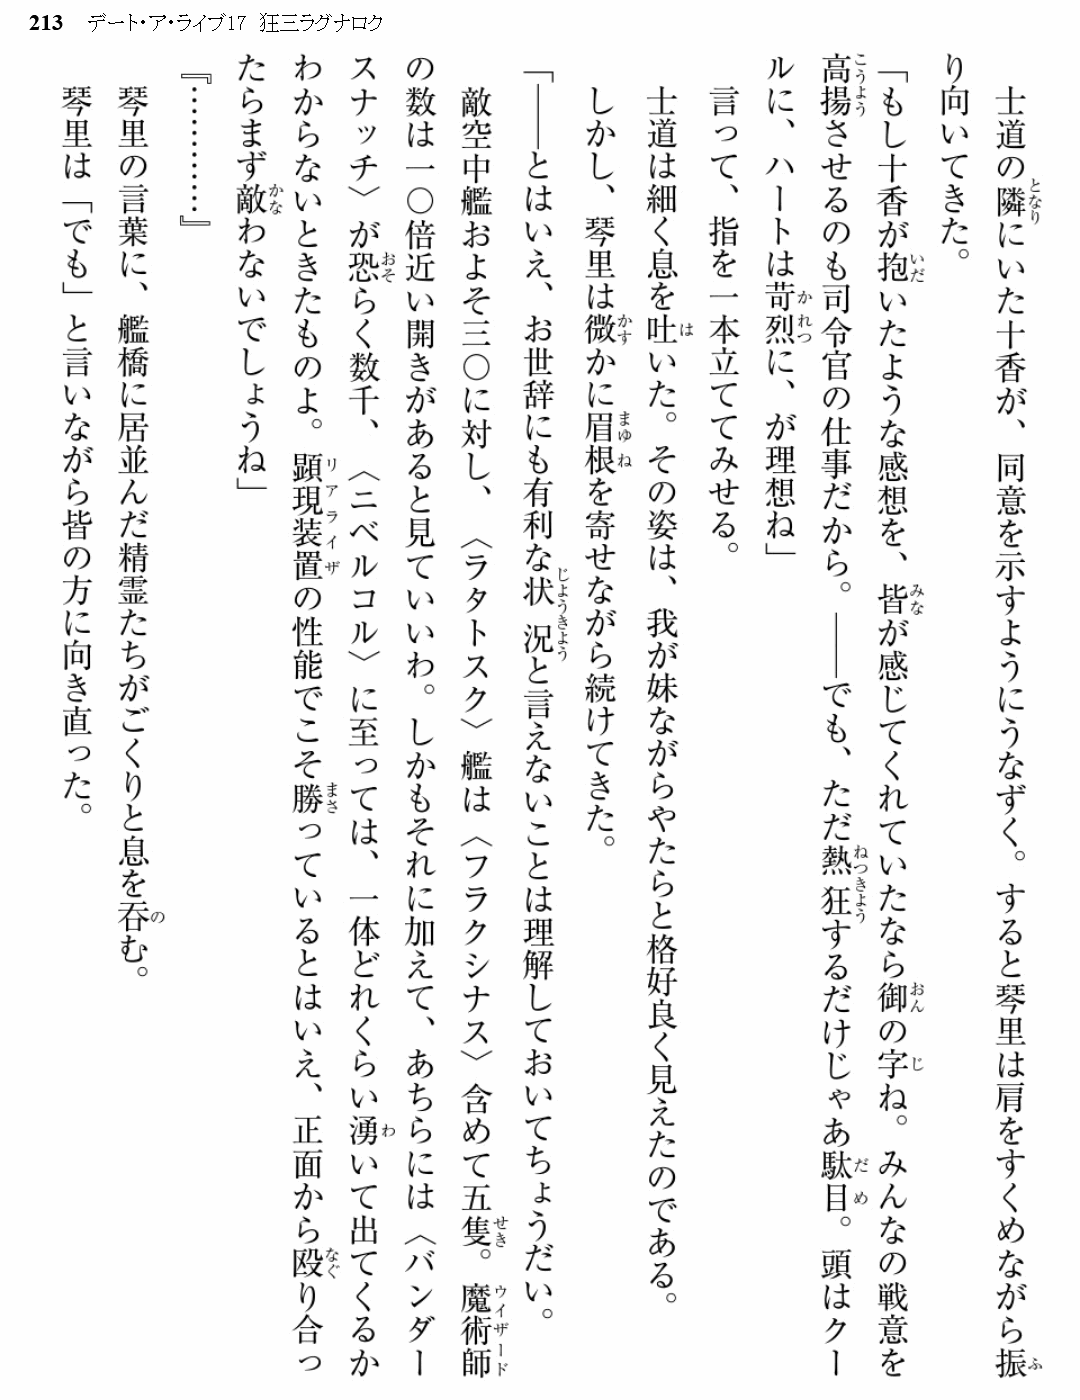 213 デート・ア・ライブ17 狂三ラグナロク
　士道の隣にいた十香が、同意を示すようにうなずく。すると琴里は肩をすくめながら振
り向いてきた。
「もし十香が抱いたような感想を、皆が感じてくれていたなら御の字ね。みんなの戦意を
高揚させるのも司令官の仕事だから。――でも、ただ熱狂するだけじゃあ駄目。頭はクー
ルに、ハートは苛烈に、が理想ね」
　言って、指を一本立ててみせる。
　士道は細く息を吐いた。その姿は、我が妹ながらやたらと格好良く見えたのである。
　しかし、琴里は微かに眉根を寄せながら続けてきた。
「――とはいえ、お世辞にも有利な状況と言えないことは理解しておいてちょうだい。
　敵空中艦およそ三〇に対し、〈ラタトスク〉艦は〈フラクシナス〉含めて五隻。魔術師
の数は一〇倍近い開きがあると見ていいわ。しかもそれに加えて、あちらには〈バンダー
スナッチ〉が恐らく数千、〈ニベルコル〉に至っては、一体どれくらい湧いて出てくるか
わからないときたものよ。顕現装置の性能でこそ勝っているとはいえ、正面から殴り合っ
たらまず敵わないでしょうね」
『…………』
　琴里の言葉に、艦橋に居並んだ精霊たちがごくりと息を呑む。
　琴里は「でも」と言いながら皆の方に向き直った。